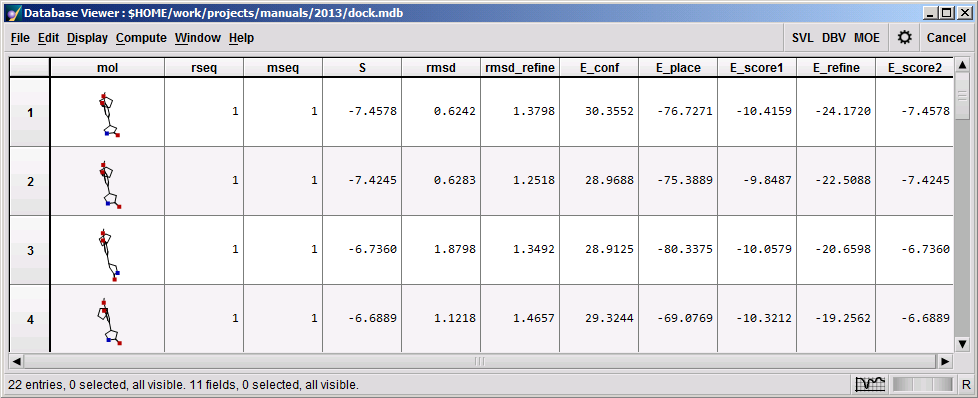 Database Viewer : $HOME/work/projects/manuals/2013/dock.mdb
File Edit Display Compute Window Help SVL DBV MOE Cancel
mol rseq mseq S rmsd rmsd_refine E_conf E_place E_score1 E_refine E_score2
1 1 1 -7.4578 0.6242 1.3798 30.3552 -76.7271 -10.4159 -24.1720 -7.4578
2 1 1 -7.4245 0.6283 1.2518 28.9688 -75.3889 -9.8487 -22.5088 -7.4245
3 1 1 -6.7360 1.8798 1.3492 28.9125 -80.3375 -10.0579 -20.6598 -6.7360
4 1 1 -6.6889 1.1218 1.4657 29.3244 -69.0769 -10.3212 -19.2562 -6.6889
22 entries, 0 selected, all visible. 11 fields, 0 selected, all visible. R